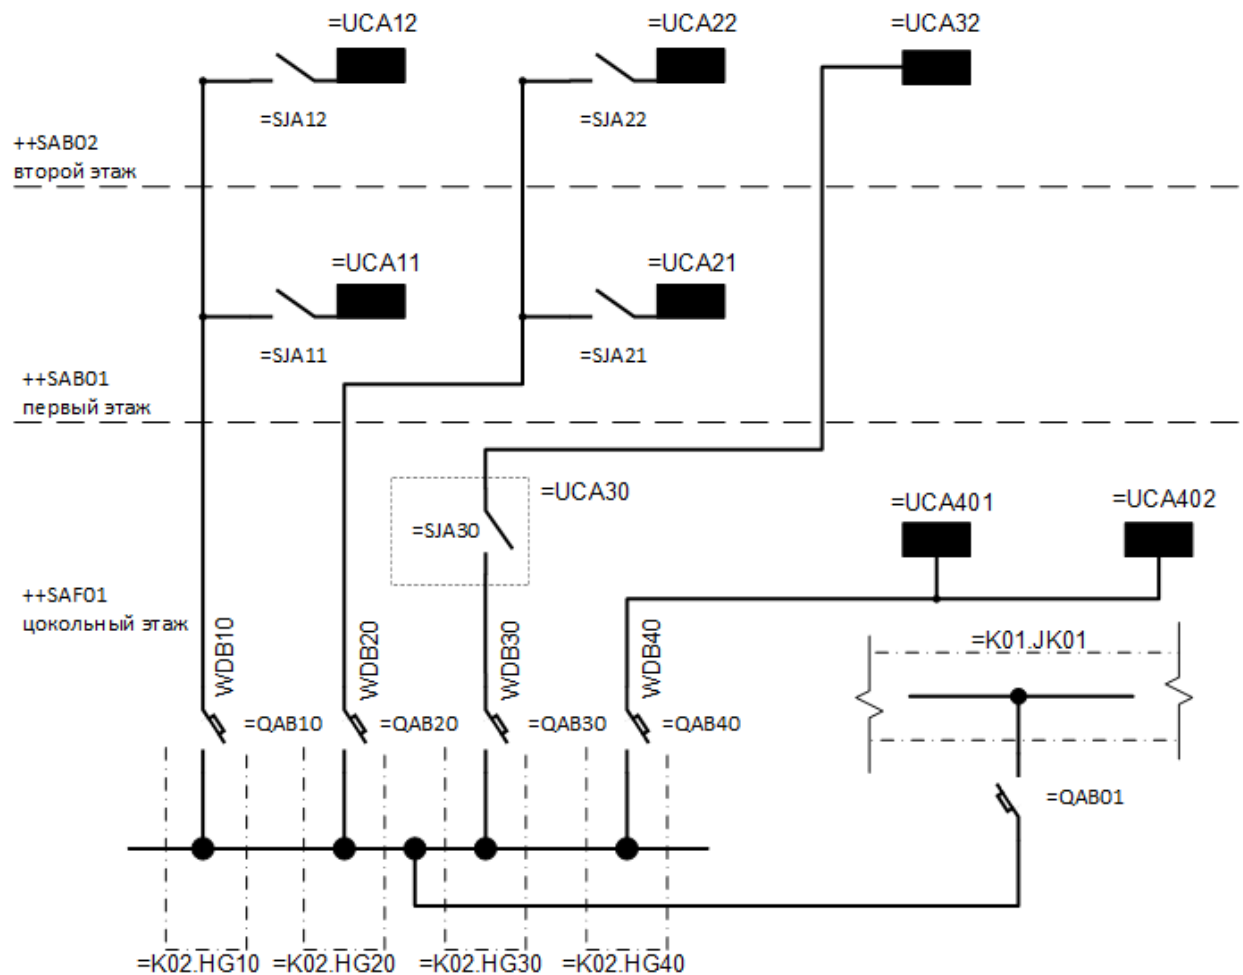 =UCA12
=UCA22
=UCA32
=SJA12
=SJA22
++SAB02
второй этаж
=UCA11
=UCA21
=SJA11
=SJA21
++SAB01
первый этаж
=UCA30
=UCA401
=UCA402
=SJA30
++SAF01
цокольный этаж
WDB10
WDB20
WDB30
WDB40
=K01.JK01
=QAB10
=QAB20
=QAB30
=QAB40
=QAB01
=K02.HG10
=K02.HG20
=K02.HG30
=K02.HG40